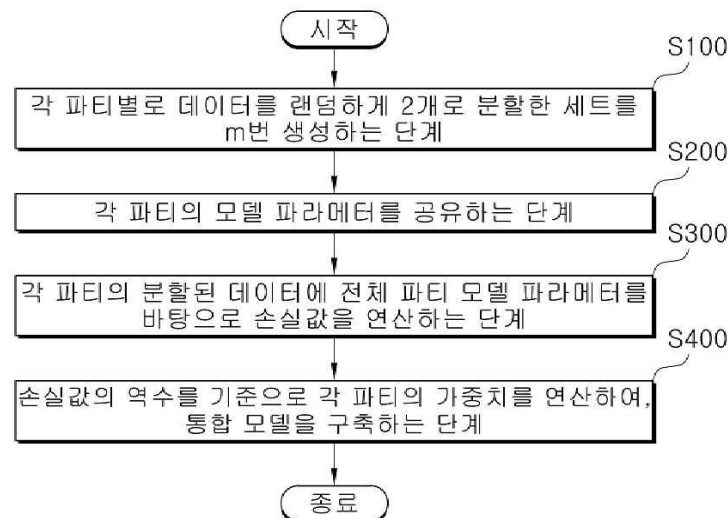 시작
S100
각 파티별로 데이터를 랜덤하게 2개로 분할한 세트를
m번 생성하는 단계
S200
각 파티의 모델 파라메터를 공유하는 단계
S300
각 파티의 분할된 데이터에 전체 파티 모델 파라메터를
바탕으로 손실값을 연산하는 단계
S400
손실값의 역수를 기준으로 각 파티의 가중치를 연산하여,
통합 모델을 구축하는 단계
종료